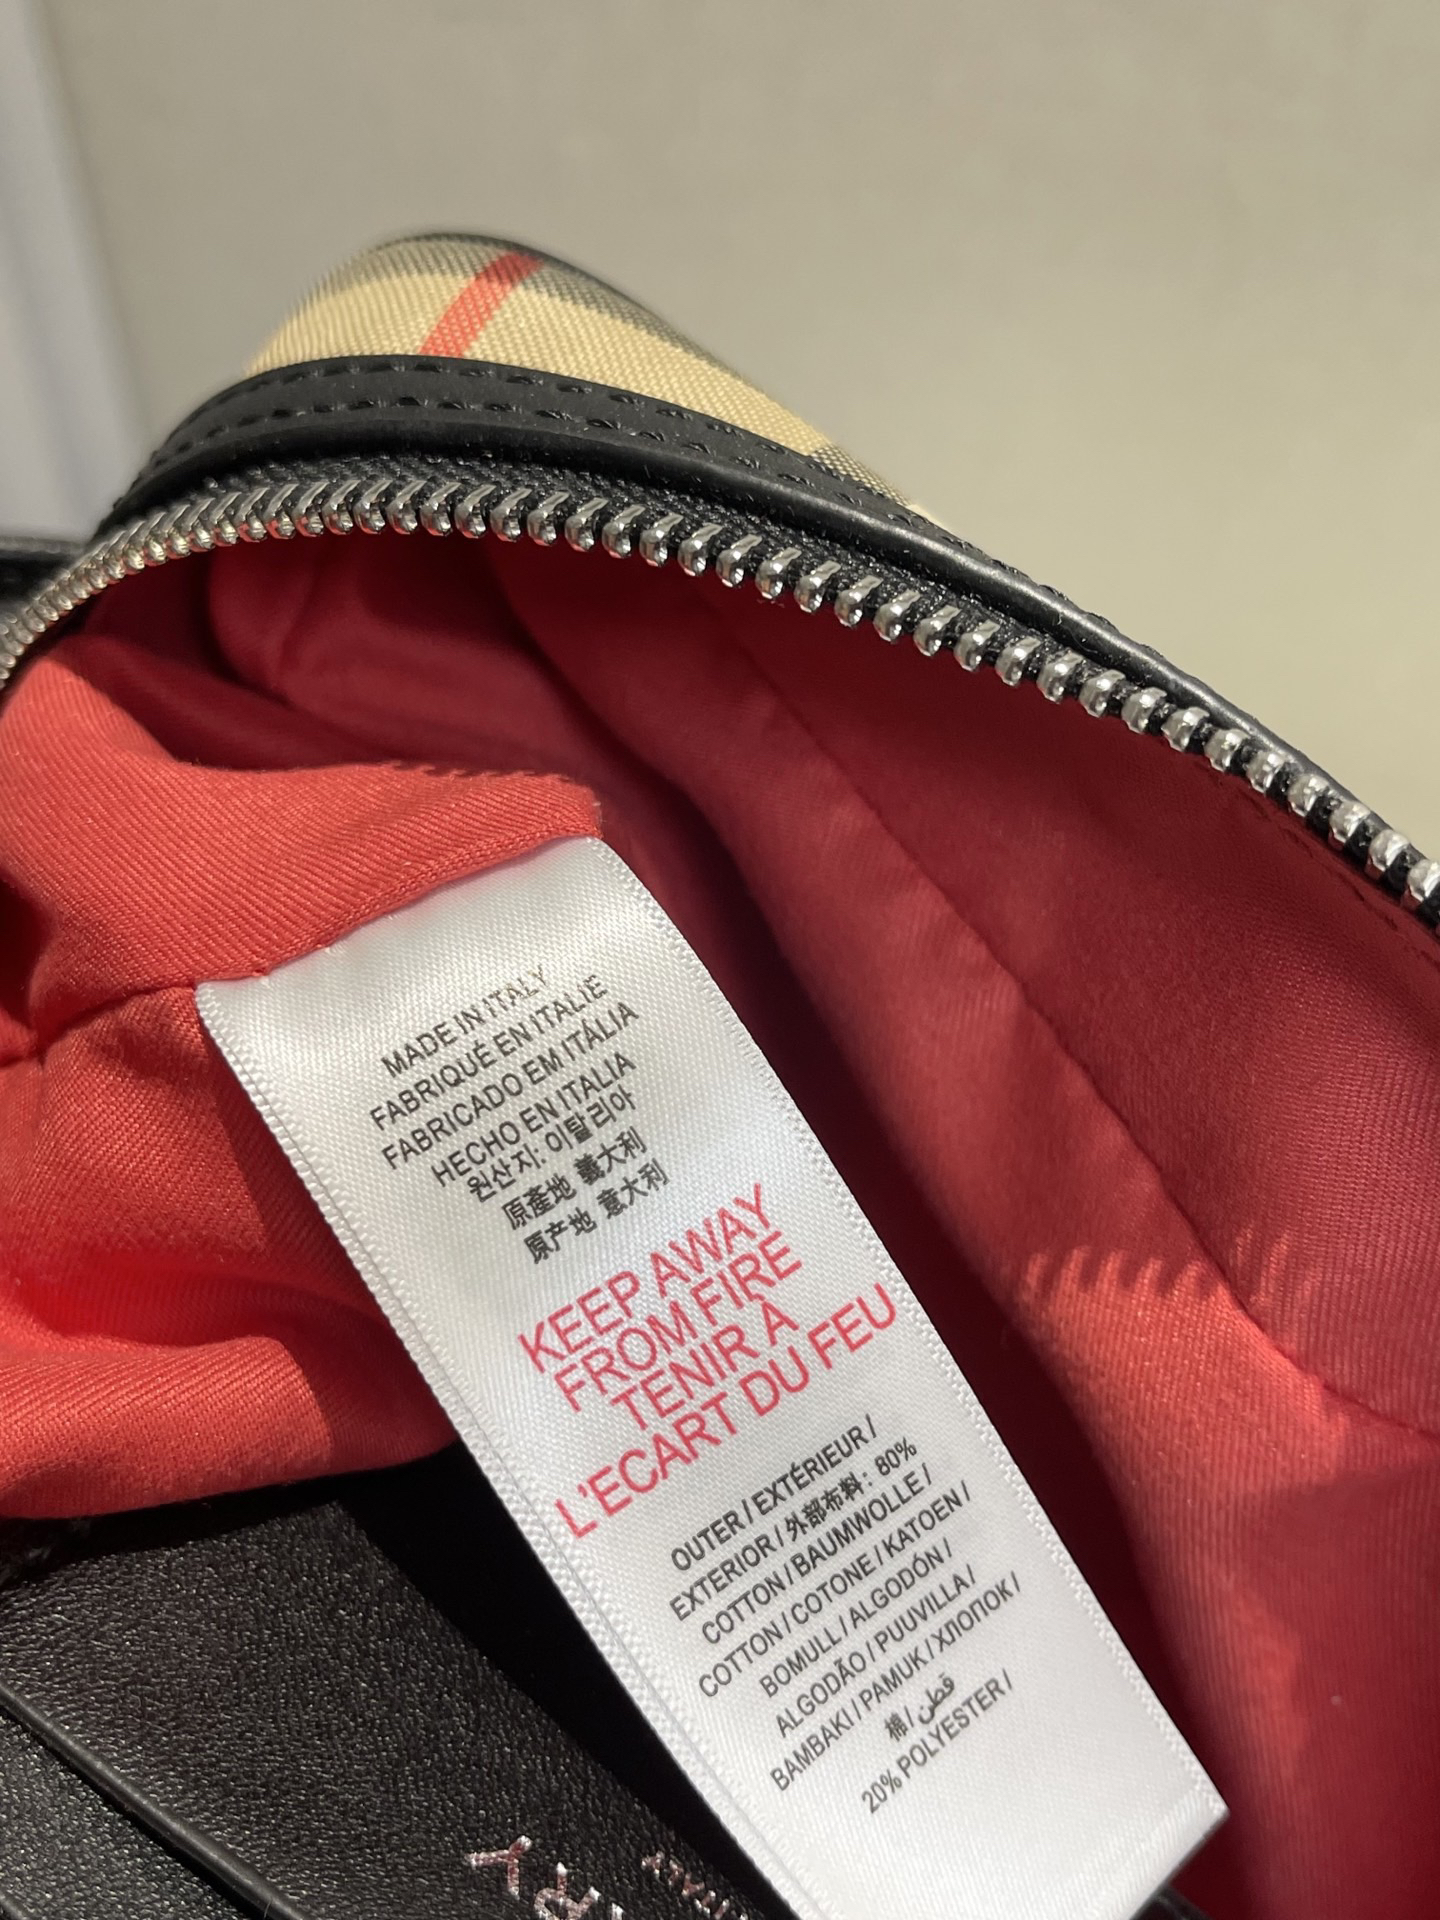 MADE IN ITALY
FABRIQUÉ EN ITALIE
FABRICADO EM ITÁLIA
HECHO EN ITALIA
원산지: 이탈리아
原產地 義大利
原产地 意大利
KEEP AWAY
FROM FIRE
TENIR À
L'ECART DU FEU
OUTER / EXTÉRIEUR /
EXTERIOR / 外部布料: 80%
COTTON / BAUMWOLLE /
COTTON / COTONE / KATOEN /
BOMULL / ALGODÓN /
ALGODÃO / PUUVILLA /
BAMBAKI / PAMUK / ХЛОПОК /
棉 / قطن
20% POLYESTER /